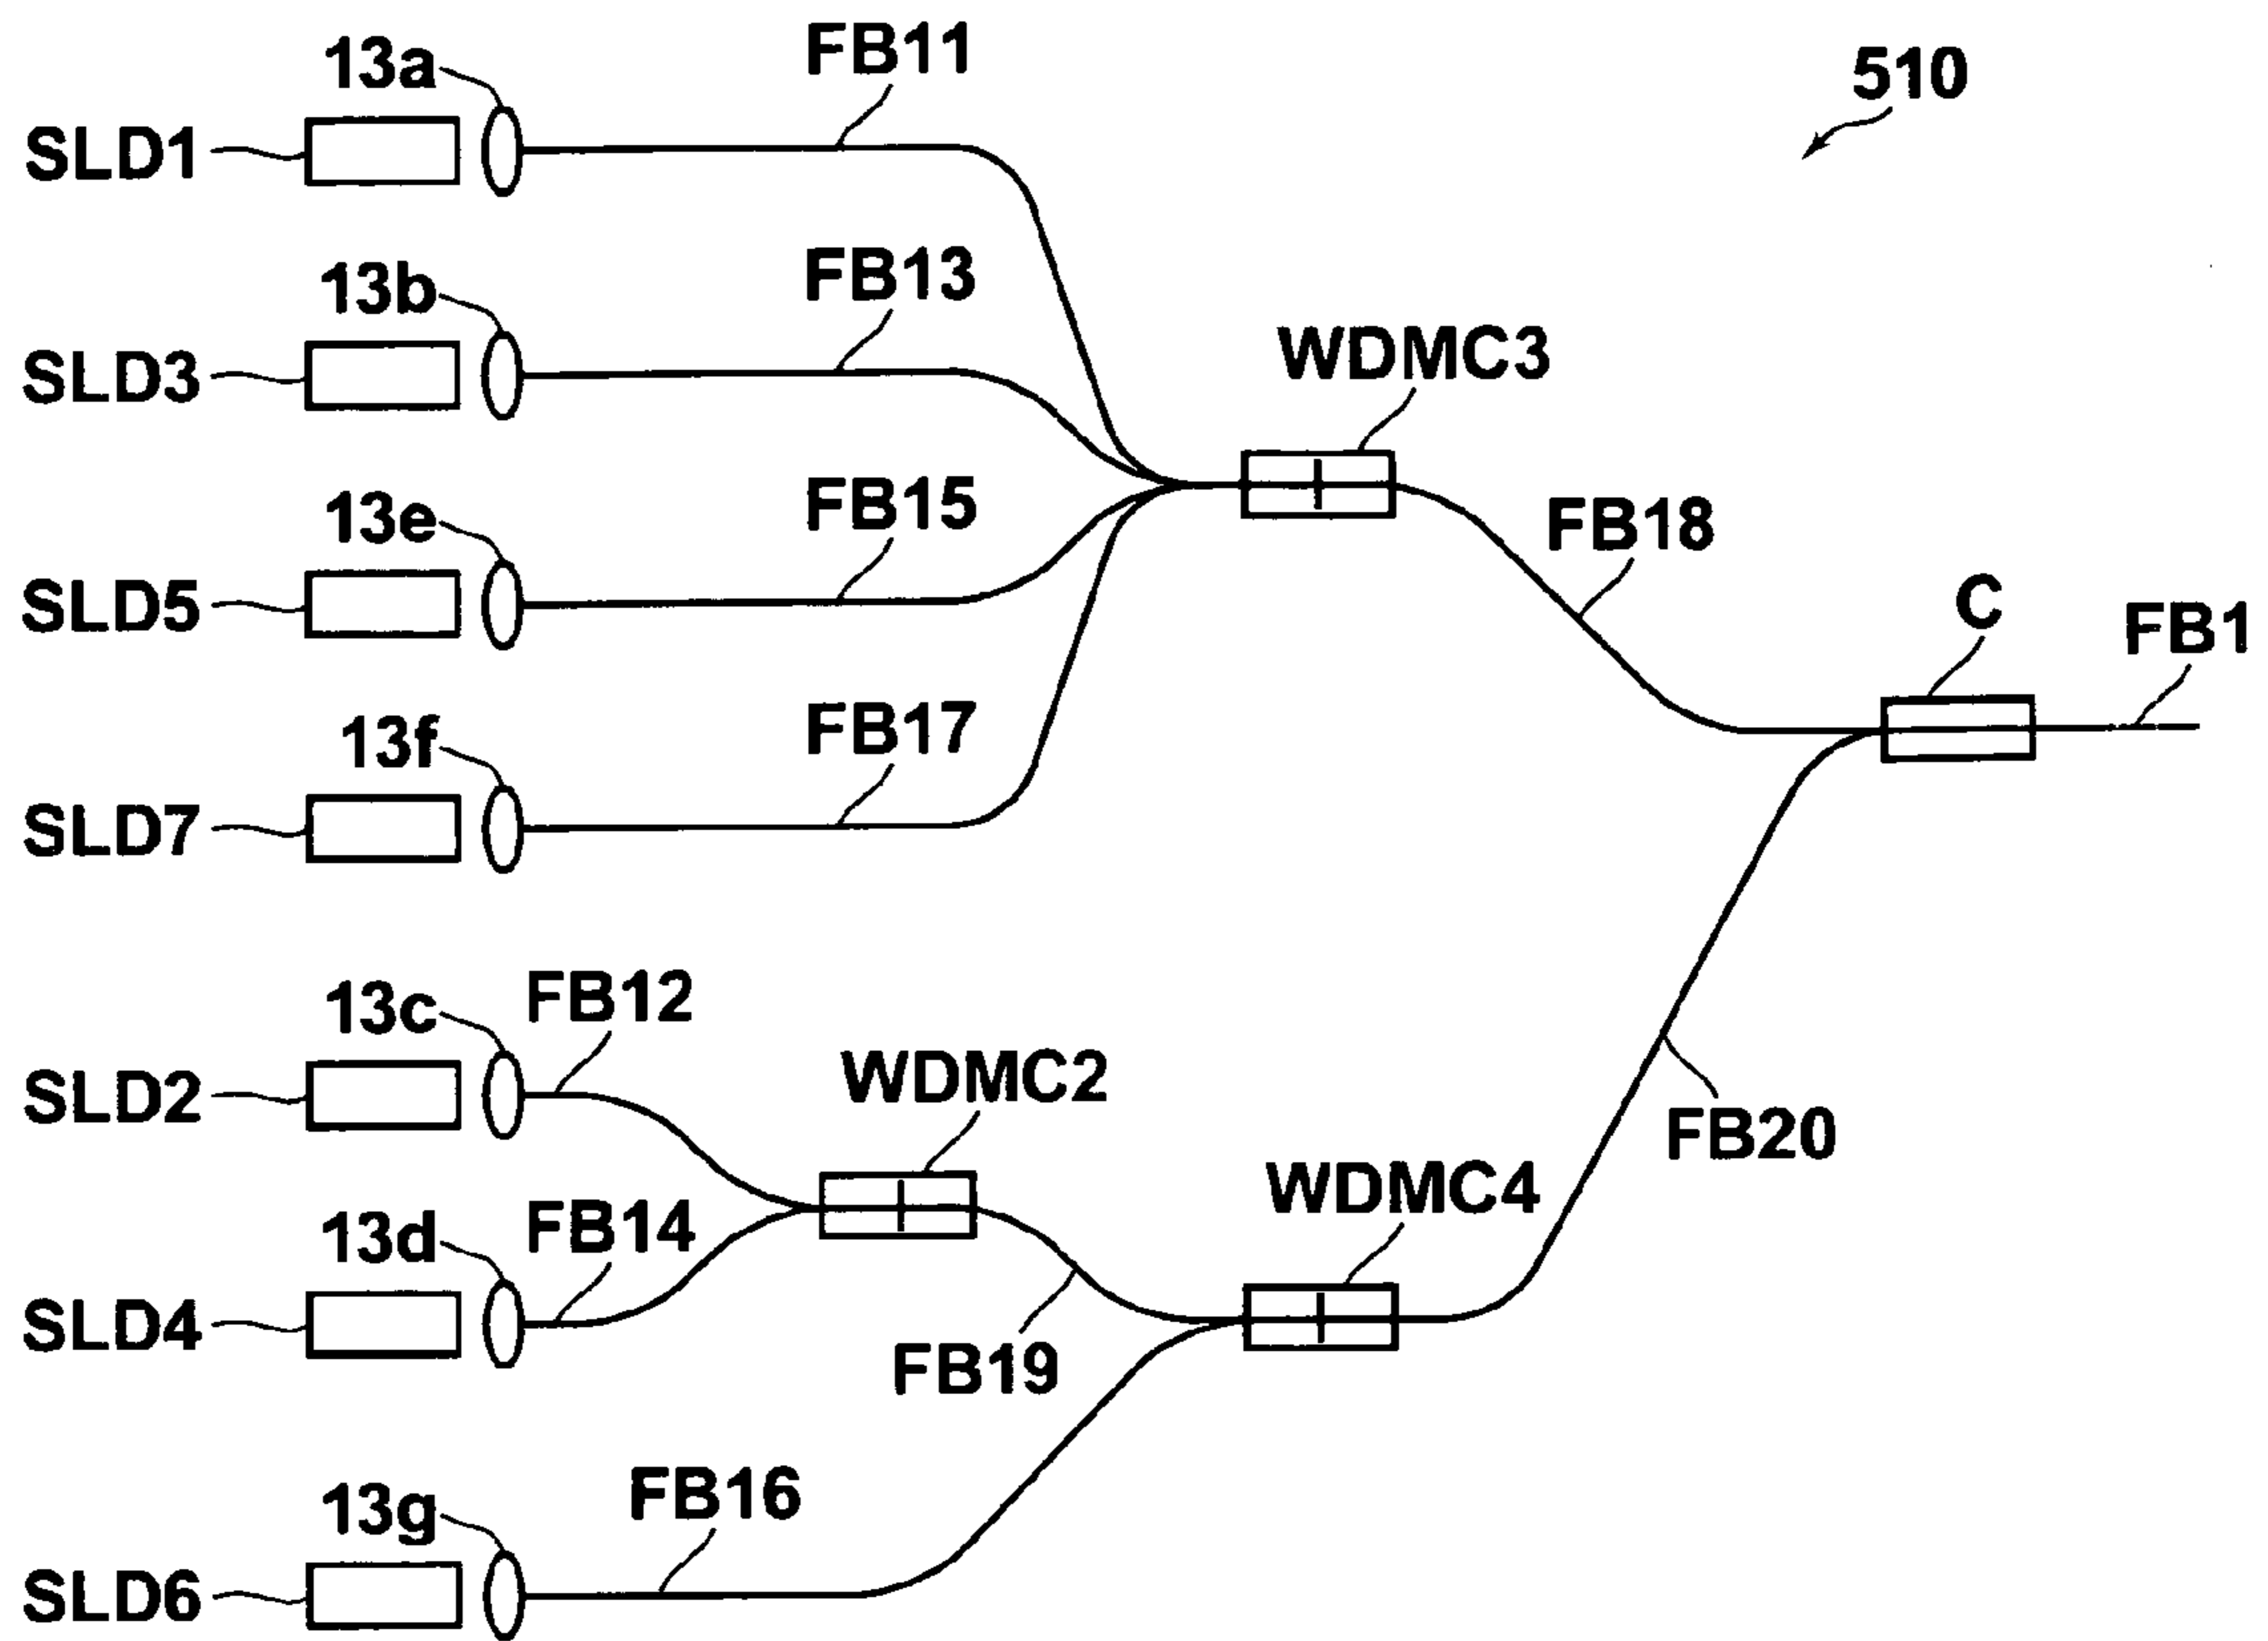 FB11
13a
510
SLD1
FB13
13b
WDMC3
SLD3
FB15
13e
FB18
SLD5
C
FB1
FB17
13f
SLD7
FB12
13c
WDMC2
SLD2
FB20
WDMC4
FB14
13d
SLD4
FB19
FB16
13g
SLD6